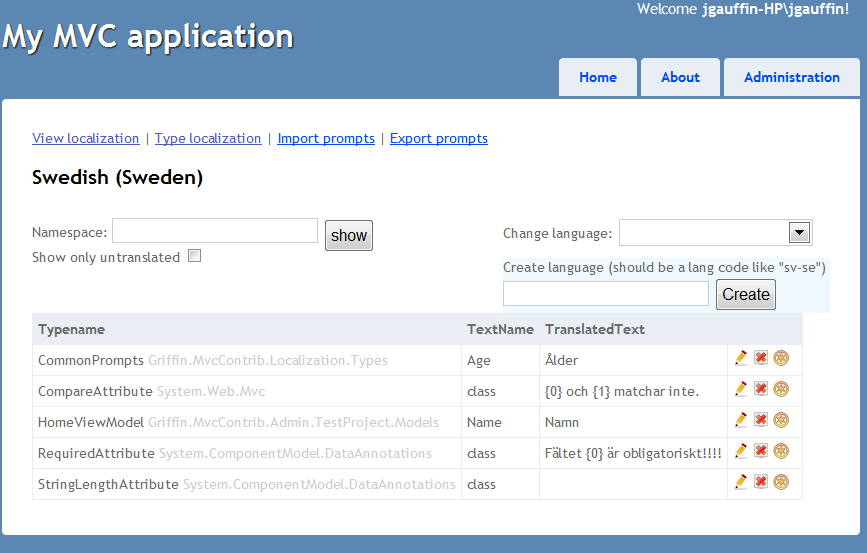 Welcome jgauffin-HP\jgauffin!
My MVC application
Home About Administration
View localization | Type localization | Import prompts | Export prompts
Swedish (Sweden)
Namespace: show
Show only untranslated
Change language:
Create language (should be a lang code like "sv-se")
Create
Typename TextName TranslatedText
CommonPrompts Griffin.MvcContrib.Localization.Types Age Ålder
CompareAttribute System.Web.Mvc class {0} och {1} matchar inte.
HomeViewModel Griffin.MvcContrib.Admin.TestProject.Models Name Namn
RequiredAttribute System.ComponentModel.DataAnnotations class Fältet {0} är obligatoriskt!!!!
StringLengthAttribute System.ComponentModel.DataAnnotations class